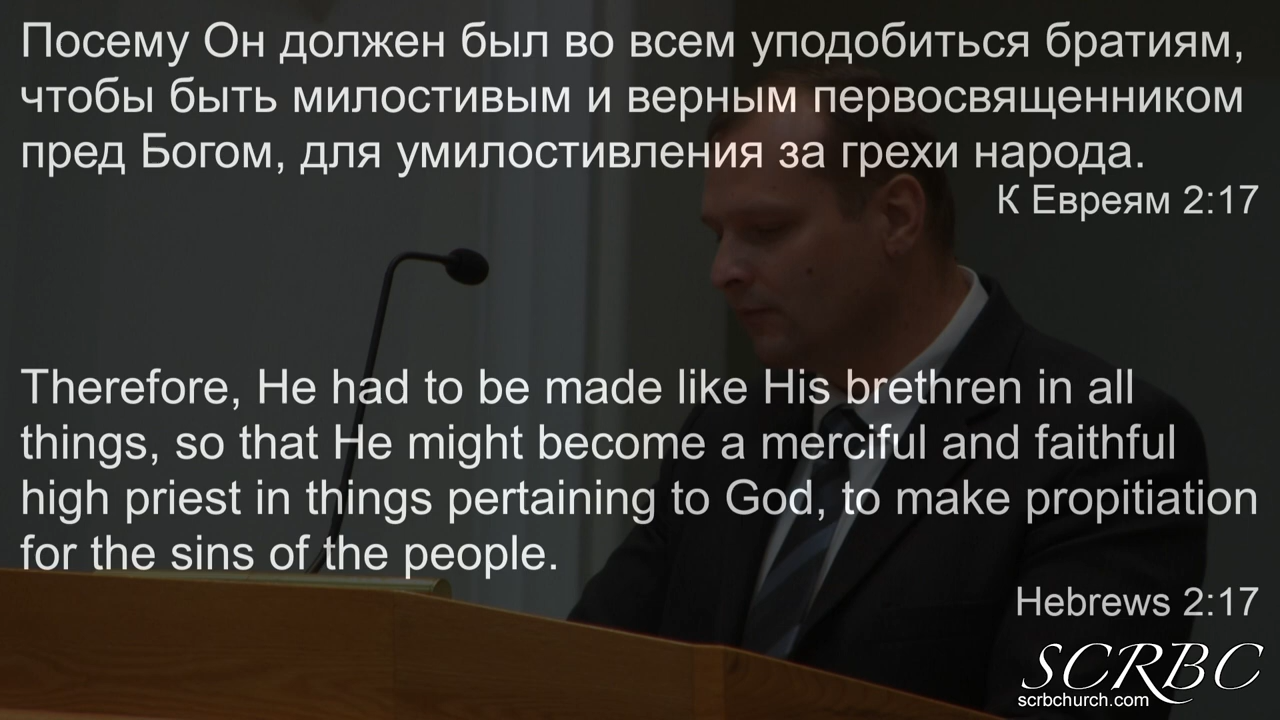 Посему Он должен был во всем уподобиться братиям,
чтобы быть милостивым и верным первосвященником
пред Богом, для умилостивления за грехи народа.
К Евреям 2:17
Therefore, He had to be made like His brethren in all
things, so that He might become a merciful and faithful
high priest in things pertaining to God, to make propitiation
for the sins of the people.
Hebrews 2:17
SCRBC
scrbchurch.com